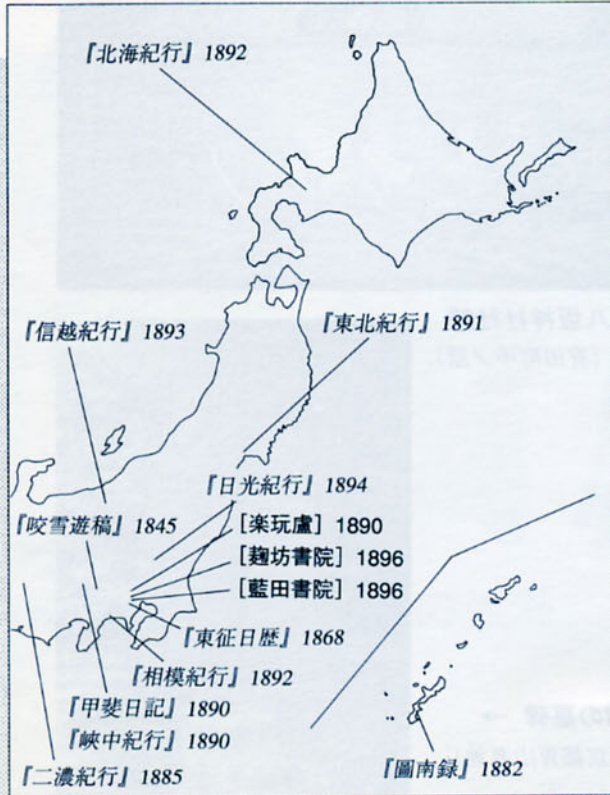 『北海紀行』1892
『信越紀行』1893
『東北紀行』1891
『日光紀行』1894
『咬雪遊稿』1845
[楽玩盧] 1890
[麹坊書院] 1896
[藍田書院] 1896
『東征日歴』1868
『相模紀行』1892
『甲斐日記』1890
『峽中紀行』1890
『二濃紀行』1885
『圖南録』1882